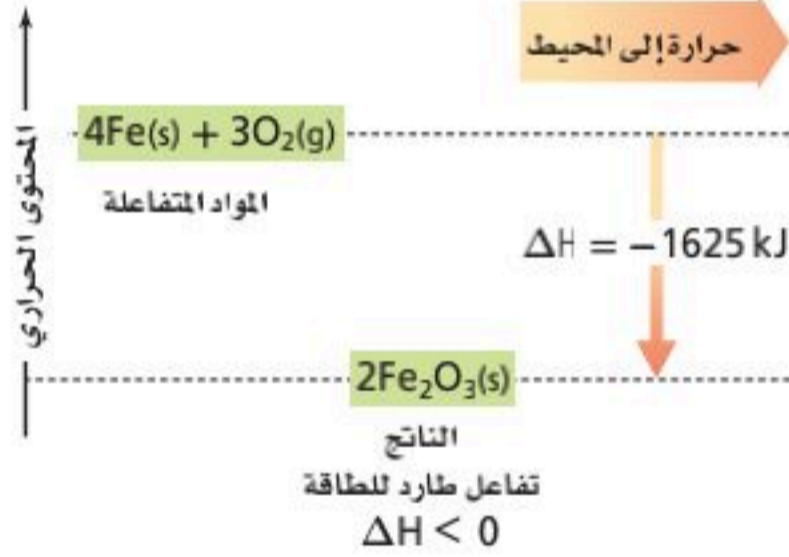 حرارة إلى المحيط
المحتوى الحراري
4Fe(s) + 3O₂(g)
المواد المتفاعلة
ΔH = −1625 kJ
2Fe₂O₃(s)
الناتج
تفاعل طارد للطاقة
ΔH < 0